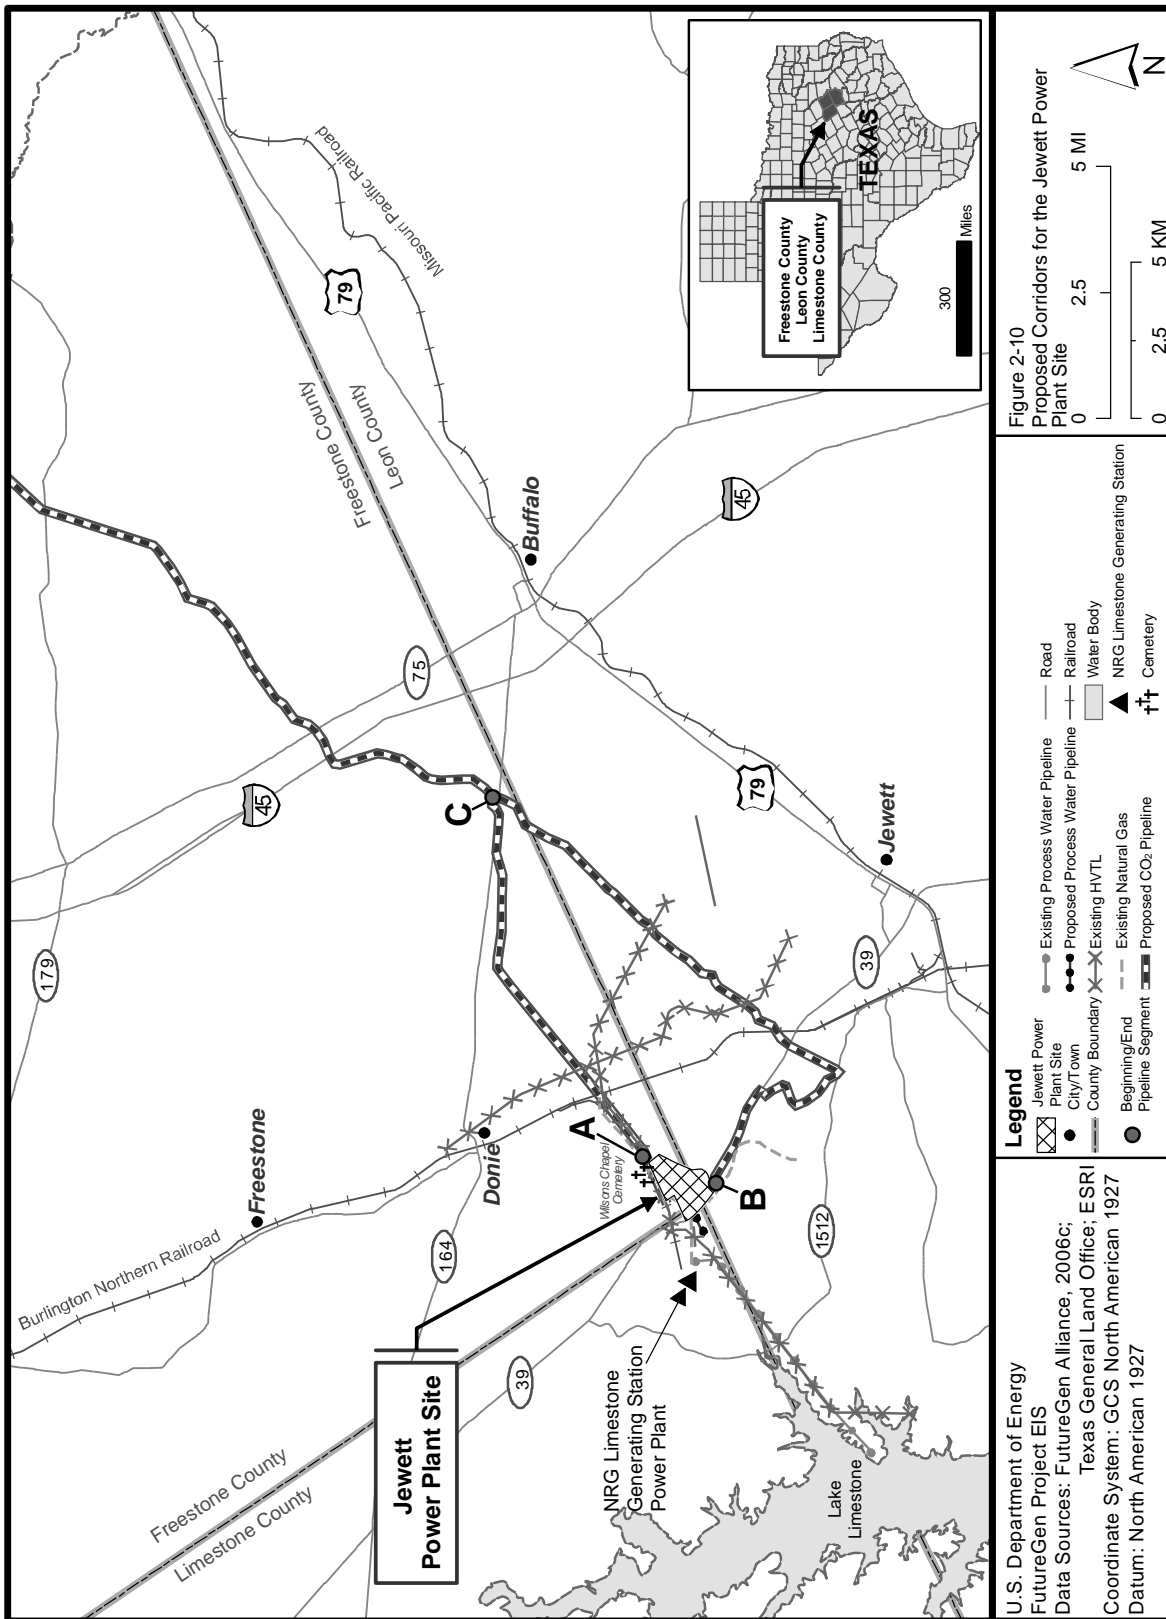 Freestone County
Limestone County
Burlington Northern Railroad
Freestone
Donie
164
39
Jewett
Power Plant Site
NRG Limestone
Generating Station
Power Plant
Lake
Limestone
Wilsons Chapel
Cemetery
A
B
C
1512
39
179
45
75
79
Jewett
Buffalo
45
79
Freestone County
Leon County
Missouri Pacific Railroad
Freestone County
Leon County
Limestone County
TEXAS
300
Miles
U.S. Department of Energy
FutureGen Project EIS
Data Sources: FutureGen Alliance, 2006c;
Texas General Land Office; ESRI
Coordinate System: GCS North American 1927
Datum: North American 1927
Legend
Jewett Power
Plant Site
City/Town
County Boundary
Beginning/End
Pipeline Segment
Existing Process Water Pipeline
Proposed Process Water Pipeline
Existing HVTL
Existing Natural Gas
Proposed CO₂ Pipeline
Road
Railroad
Water Body
NRG Limestone Generating Station
Cemetery
Figure 2-10
Proposed Corridors for the Jewett Power
Plant Site
0 2.5 5 MI
0 2.5 5 KM
N